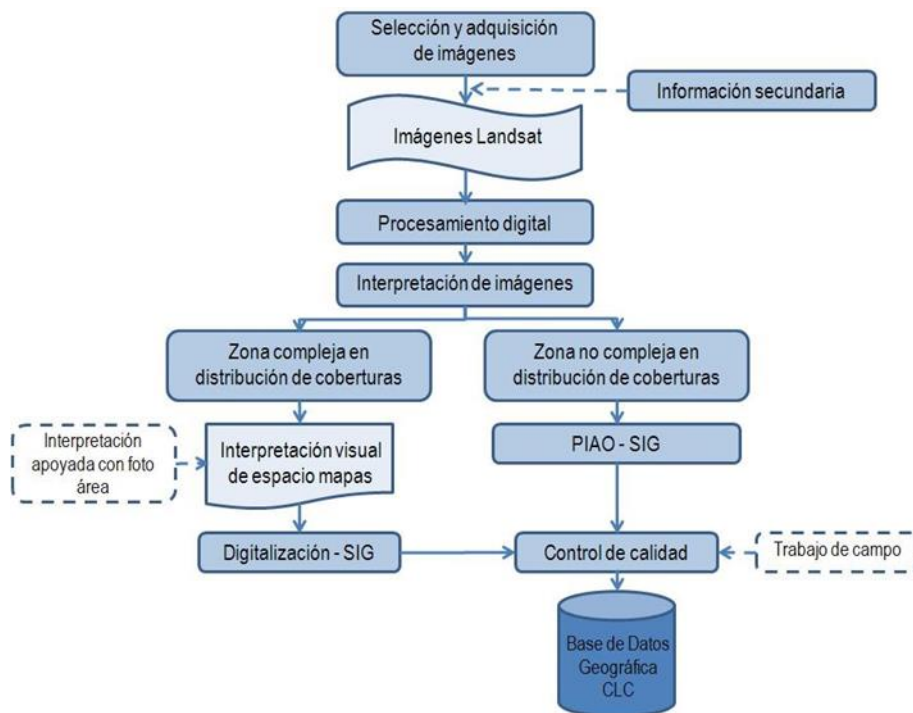 Selección y adquisición
de imágenes
Información secundaria
Imágenes Landsat
Procesamiento digital
Interpretación de imágenes
Zona compleja en
distribución de coberturas
Zona no compleja en
distribución de coberturas
Interpretación
apoyada con foto
área
Interpretación visual
de espacio mapas
PIAO - SIG
Digitalización - SIG
Control de calidad
Trabajo de campo
Base de Datos
Geográfica
CLC